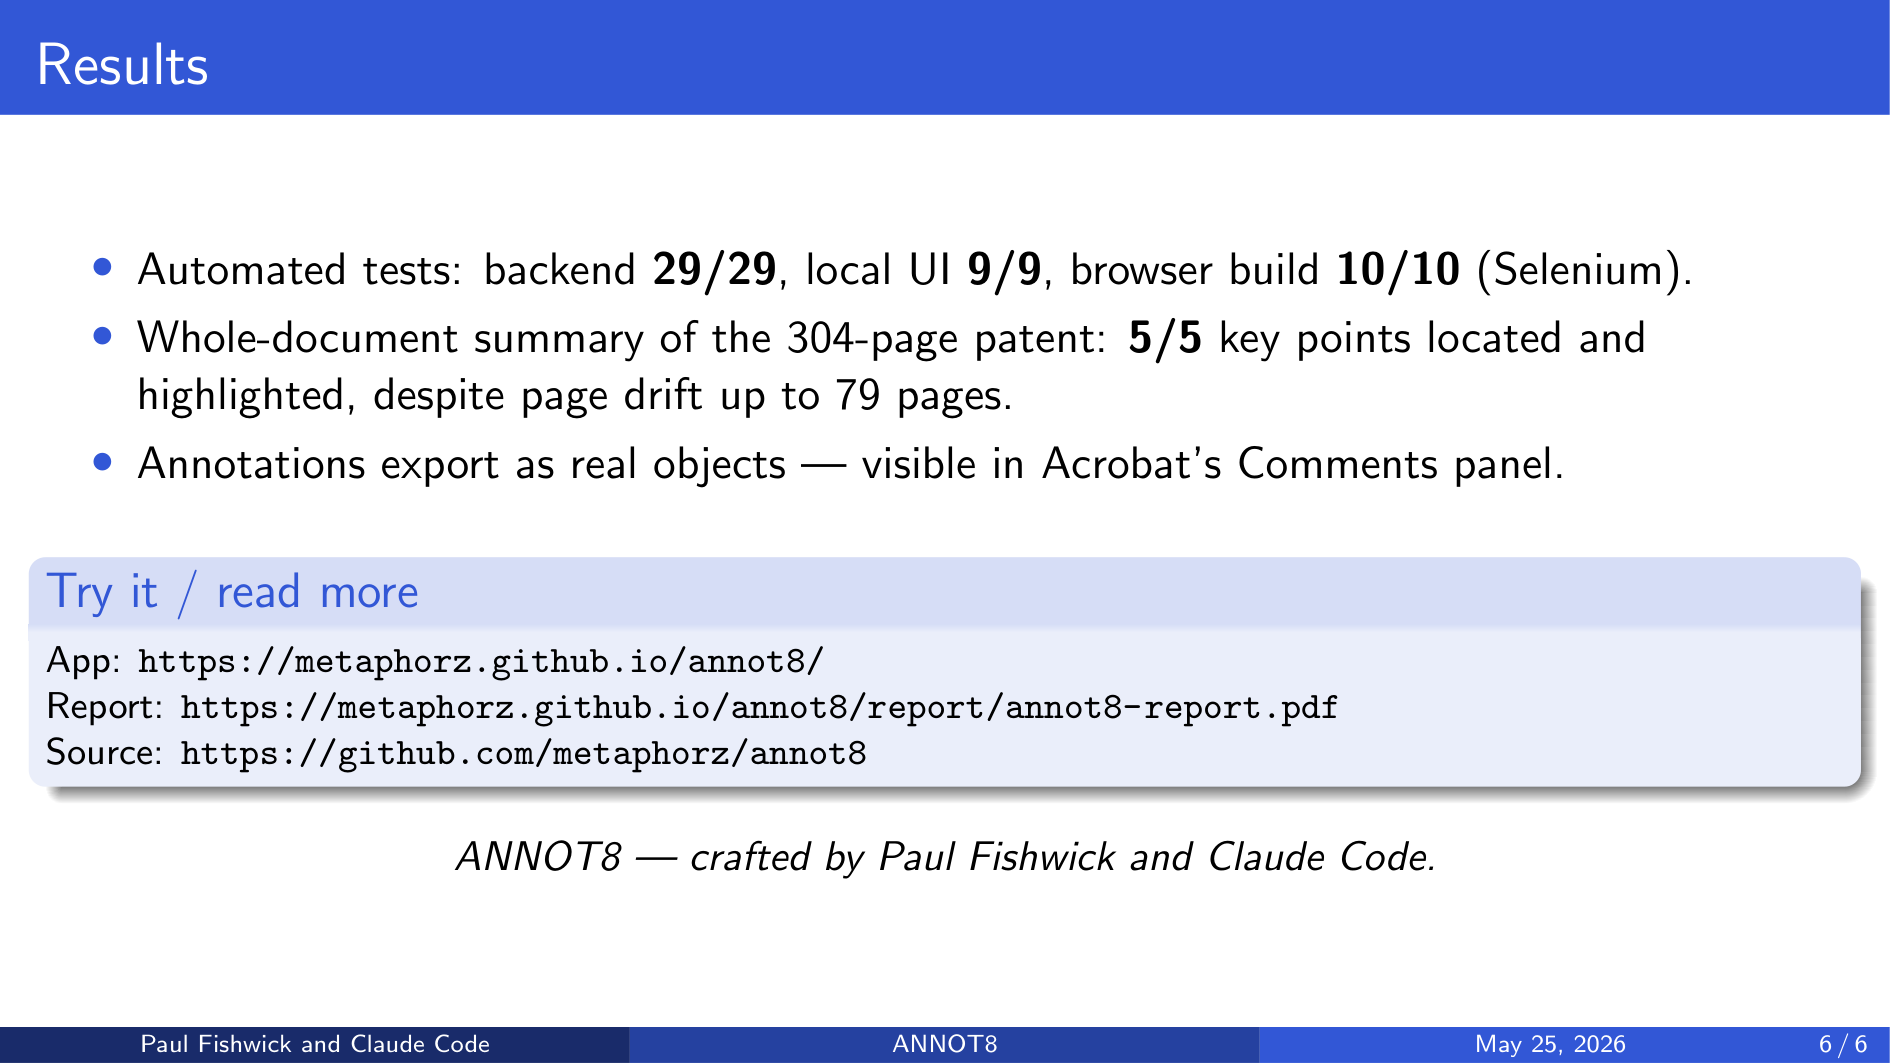 Results
• Automated tests: backend 29/29, local UI 9/9, browser build 10/10 (Selenium).
• Whole-document summary of the 304-page patent: 5/5 key points located and
highlighted, despite page drift up to 79 pages.
• Annotations export as real objects — visible in Acrobat's Comments panel.
Try it / read more
App: https://metaphorz.github.io/annot8/
Report: https://metaphorz.github.io/annot8/report/annot8-report.pdf
Source: https://github.com/metaphorz/annot8
ANNOT8 — crafted by Paul Fishwick and Claude Code.
Paul Fishwick and Claude Code ANNOT8 May 25, 2026 6 / 6